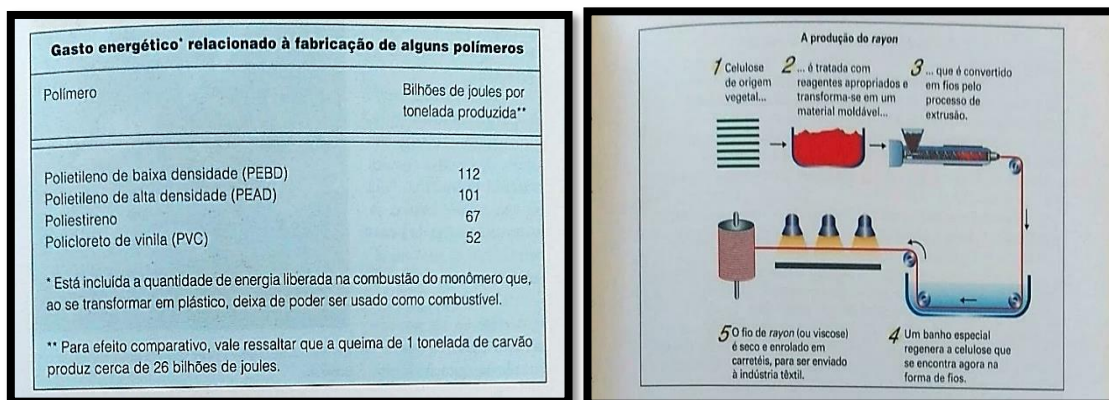 Gasto energético* relacionado à fabricação de alguns polímeros
Polímero
Bilhões de joules por
tonelada produzida**
Polietileno de baixa densidade (PEBD) 112
Polietileno de alta densidade (PEAD) 101
Poliestireno 67
Policloreto de vinila (PVC) 52
* Está incluída a quantidade de energia liberada na combustão do monômero que,
ao se transformar em plástico, deixa de poder ser usado como combustível.
** Para efeito comparativo, vale ressaltar que a queima de 1 tonelada de carvão
produz cerca de 26 bilhões de joules.
A produção do rayon
1 Celulose
de origem
vegetal...
2 ... é tratada com
reagentes apropriados e
transforma-se em um
material moldável...
3 ... que é convertido
em fios pelo
processo de
extrusão.
5 O fio de rayon (ou viscose)
é seco e enrolado em
carretéis, para ser enviado
à indústria têxtil.
4 Um banho especial
regenera a celulose que
se encontra agora na
forma de fios.